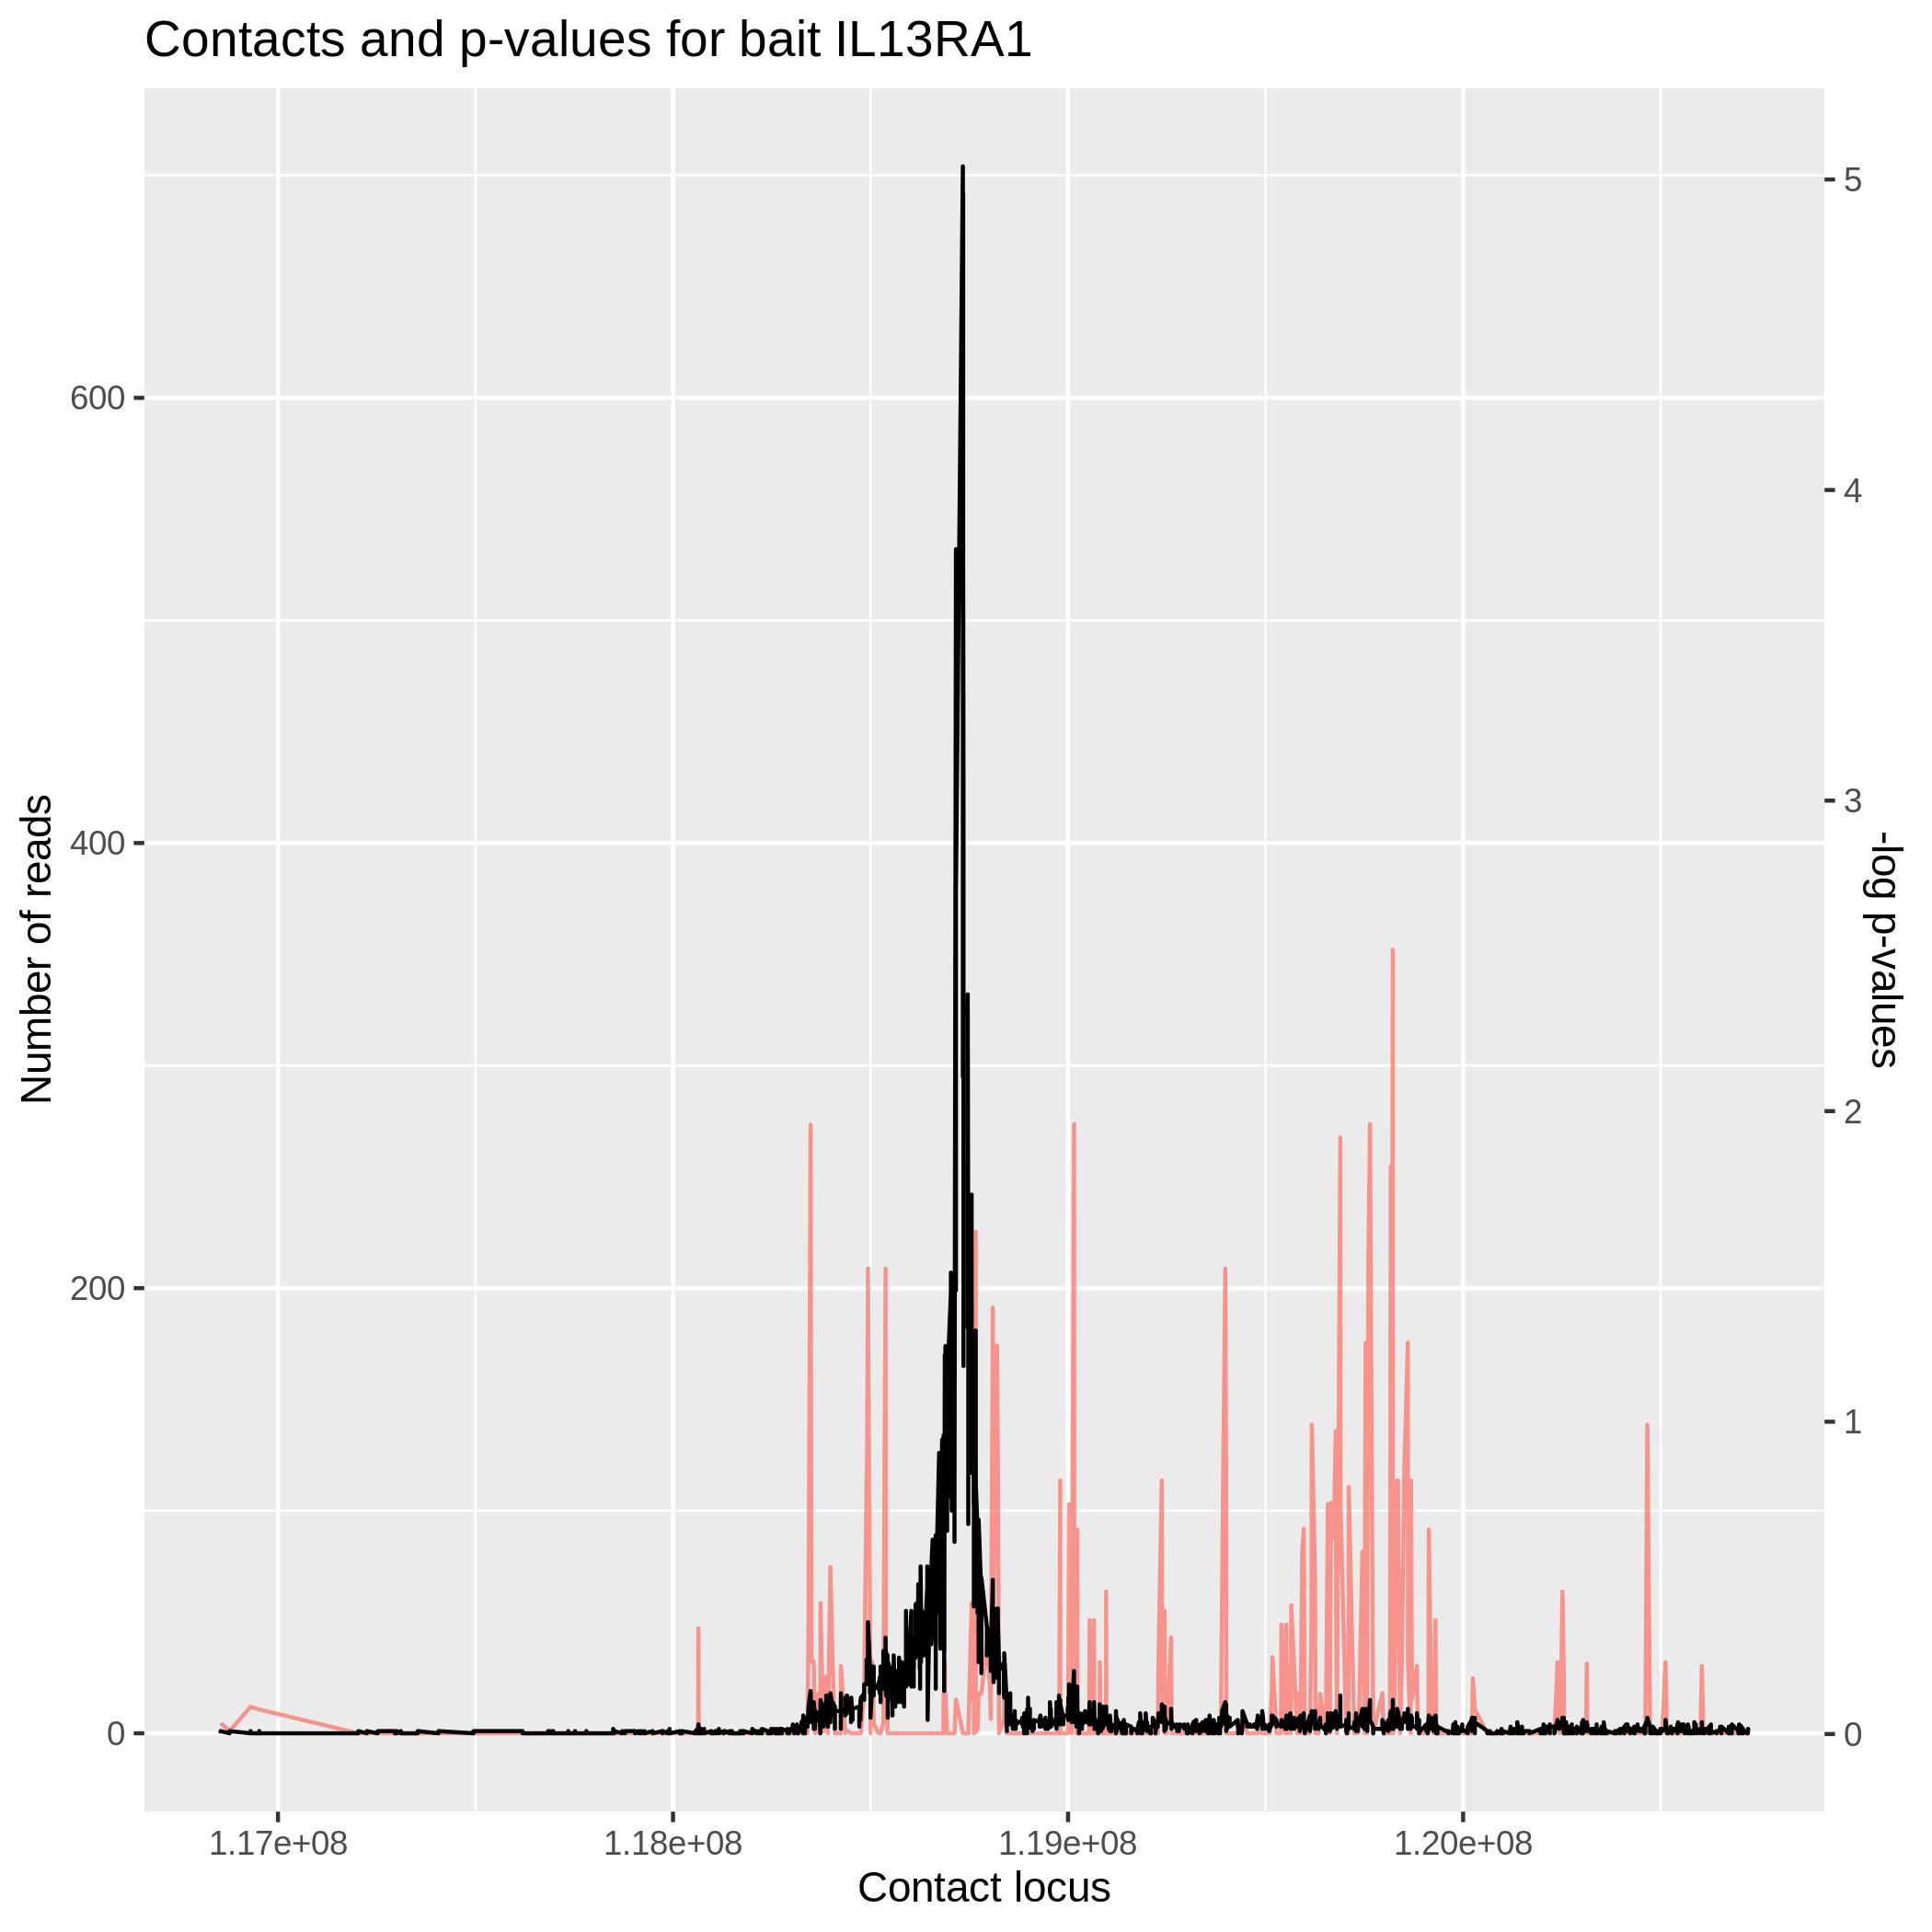 Contacts and p-values for bait IL13RA1
600
400
200
0
Number of reads
5
4
3
2
1
0
-log p-values
1.17e+08 1.18e+08 1.19e+08 1.20e+08
Contact locus